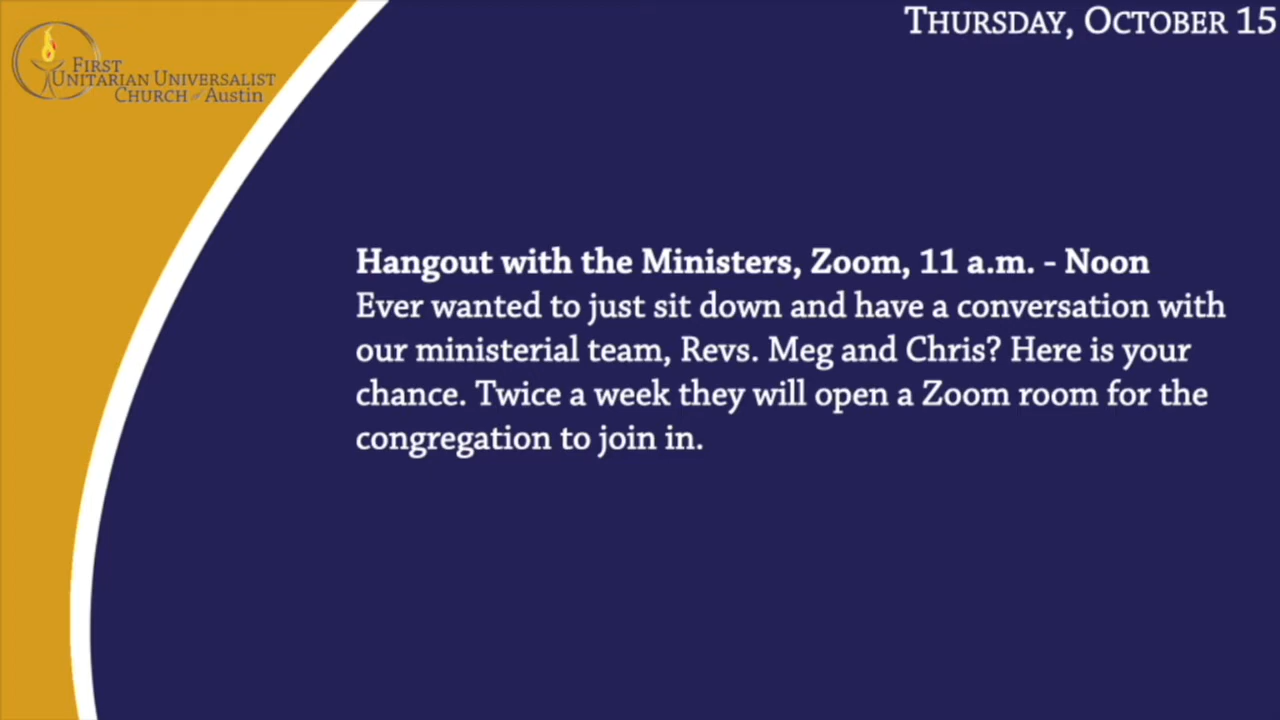 THURSDAY, OCTOBER 15
FIRST
UNITARIAN UNIVERSALIST
CHURCH of Austin
Hangout with the Ministers, Zoom, 11 a.m. - Noon
Ever wanted to just sit down and have a conversation with
our ministerial team, Revs. Meg and Chris? Here is your
chance. Twice a week they will open a Zoom room for the
congregation to join in.